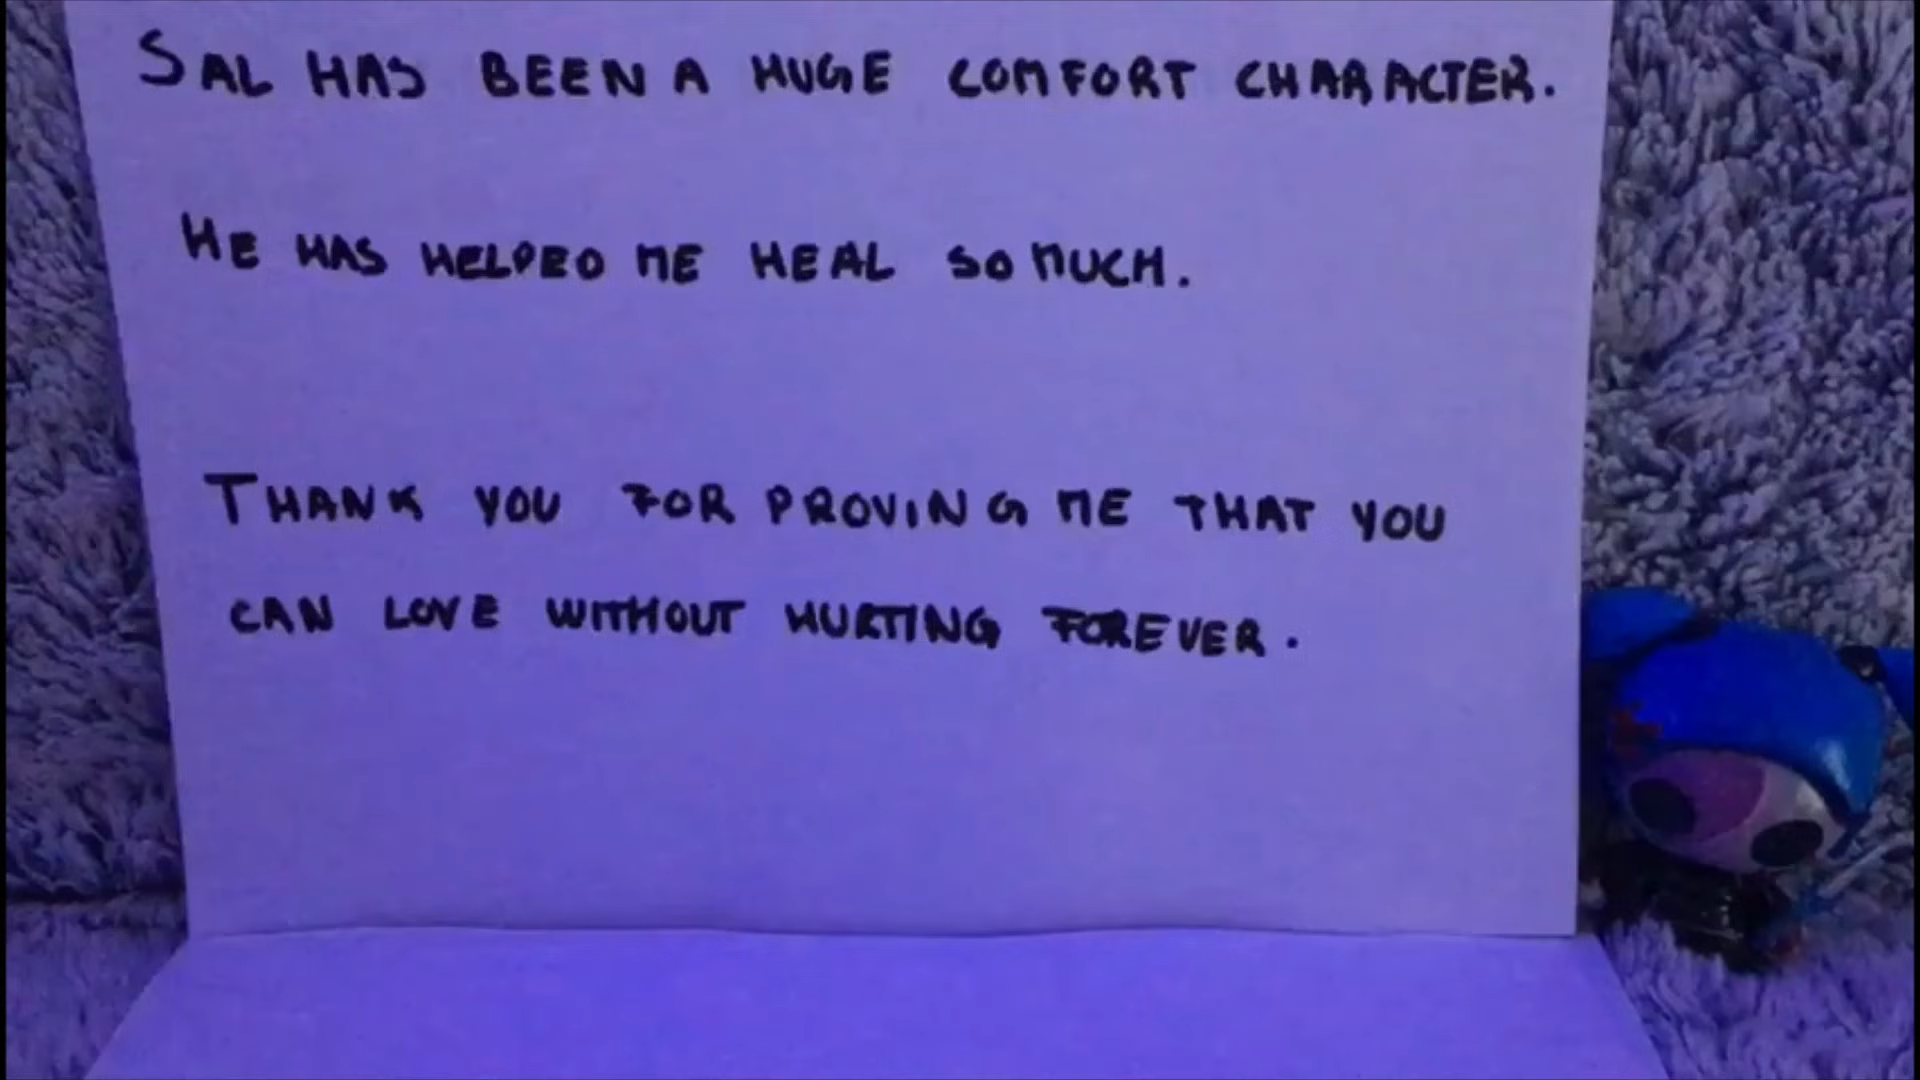 SAL HAS BEEN A HUGE COMFORT CHARACTER.
HE HAS HELPED ME HEAL SO MUCH.
THANK YOU FOR PROVING ME THAT YOU
CAN LOVE WITHOUT HURTING FOREVER.